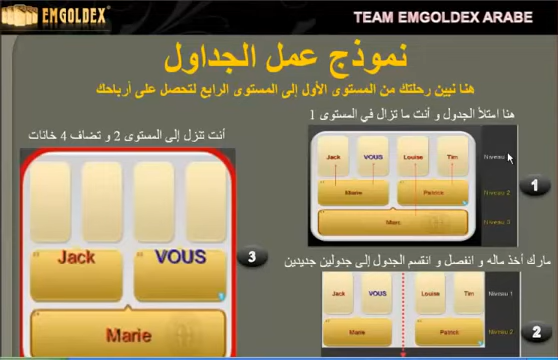 EMGOLDEX
TEAM EMGOLDEX ARABE
نموذج عمل الجداول
هنا نبين رحلتك من المستوى الأول إلى المستوى الرابع لتحصل على أرباحك
هنا امتلأ الجدول و أنت ما تزال في المستوى 1
Jack VOUS Louise Tim Niveau
Marie Patrick Niveau 2
Marc Niveau 3
1
مارك أخذ ماله و انفصل و انقسم الجدول إلى جدولين جديدين
Jack VOUS Louise Tim Niveau 1
Marie Patrick Niveau 2
2
أنت تنزل إلى المستوى 2 و تضاف 4 خانات
Jack VOUS
Marie
3